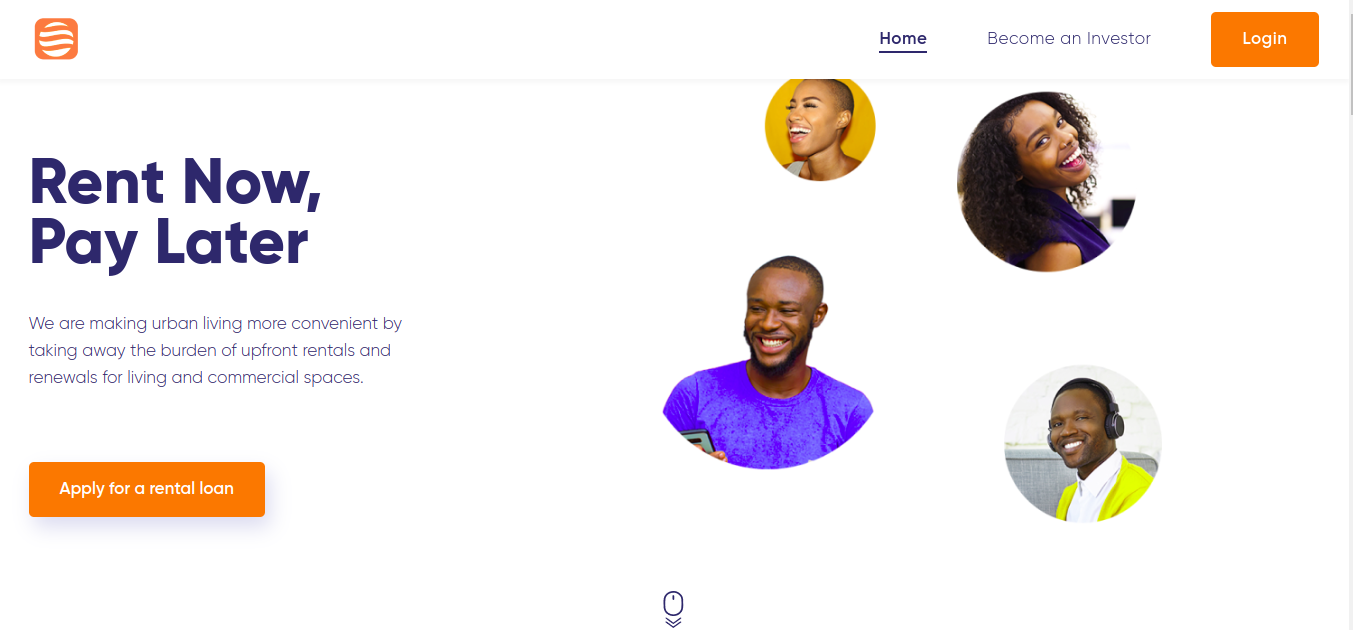 Home
Become an Investor
Login
Rent Now,
Pay Later
We are making urban living more convenient by
taking away the burden of upfront rentals and
renewals for living and commercial spaces.
Apply for a rental loan